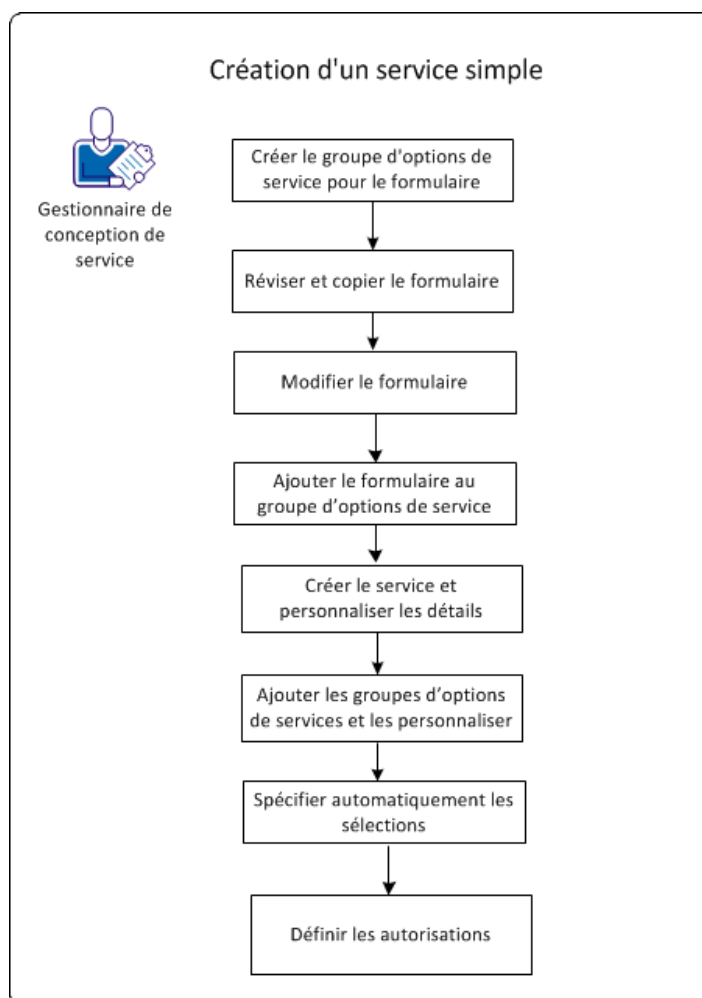 Création d'un service simple
Gestionnaire de
conception de
service
Créer le groupe d'options de
service pour le formulaire
Réviser et copier le formulaire
Modifier le formulaire
Ajouter le formulaire au
groupe d’options de service
Créer le service et
personnaliser les détails
Ajouter les groupes d’options
de services et les personnaliser
Spécifier automatiquement les
sélections
Définir les autorisations